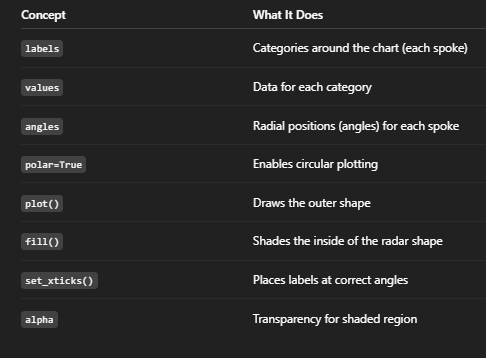 Concept What It Does
labels Categories around the chart (each spoke)
values Data for each category
angles Radial positions (angles) for each spoke
polar=True Enables circular plotting
plot() Draws the outer shape
fill() Shades the inside of the radar shape
set_xticks() Places labels at correct angles
alpha Transparency for shaded region